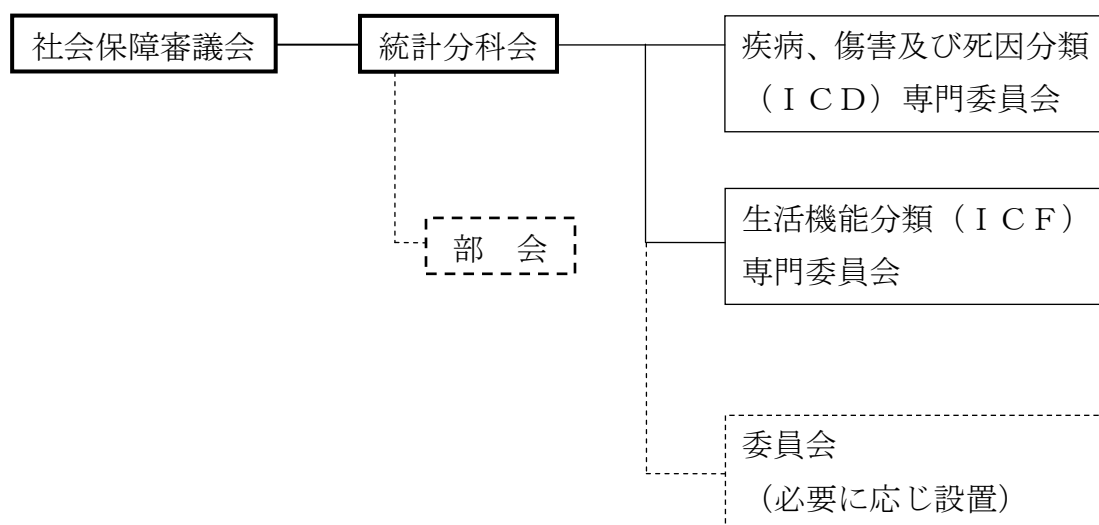 社会保障審議会
統計分科会
疾病、傷害及び死因分類
（ＩＣＤ）専門委員会
生活機能分類（ＩＣＦ）
専門委員会
部　会
委員会
（必要に応じ設置）